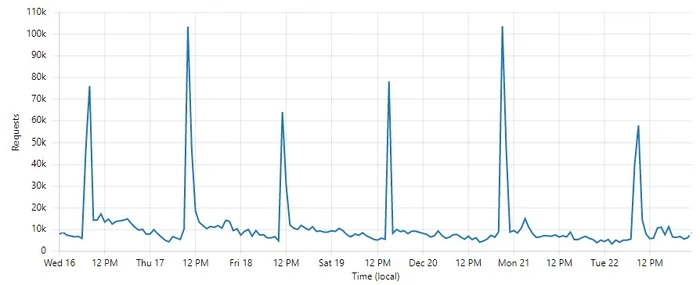 110k
100k
90k
80k
70k
60k
50k
40k
30k
20k
10k
0
Requests
Wed 16 12 PM Thu 17 12 PM Fri 18 12 PM Sat 19 12 PM Dec 20 12 PM Mon 21 12 PM Tue 22 12 PM
Time (local)